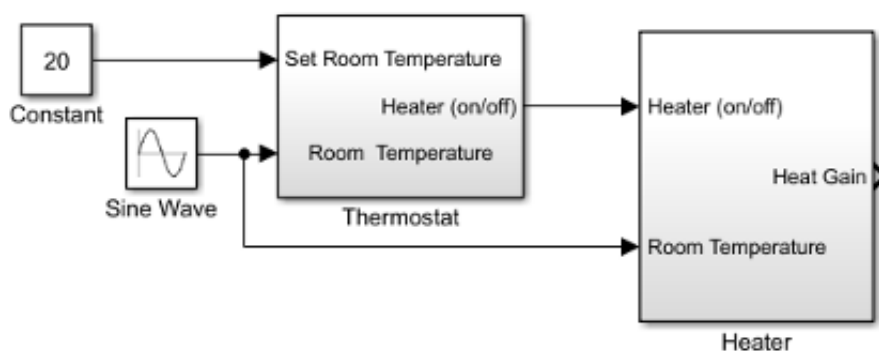 20
Constant
Sine Wave
Set Room Temperature
Heater (on/off)
Room  Temperature
Thermostat
Heater (on/off)
Heat Gain
Room Temperature
Heater